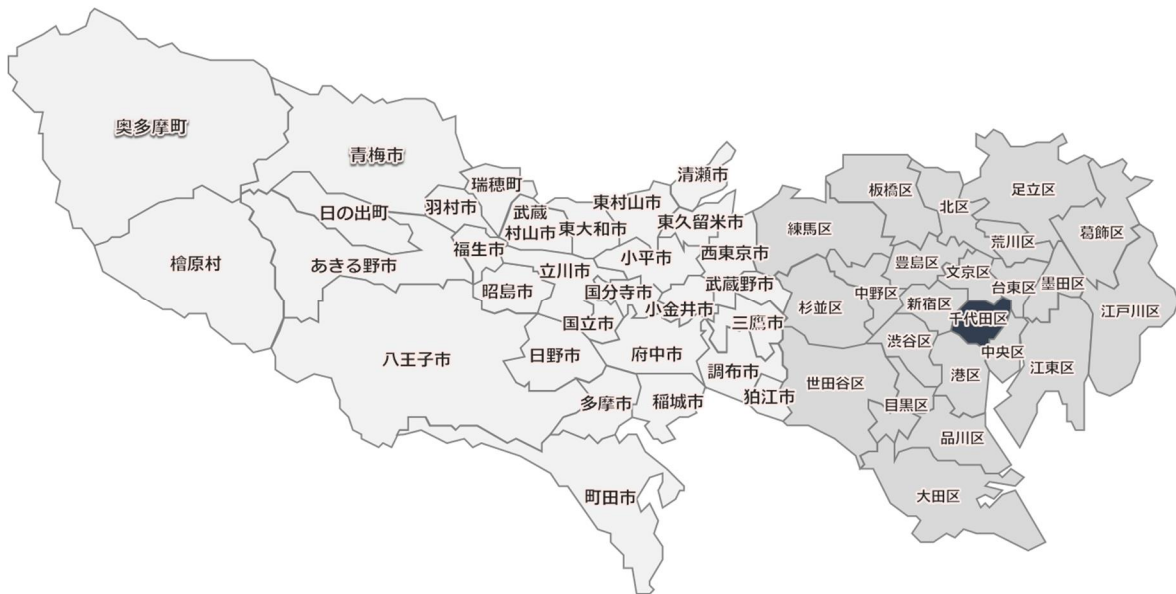 奥多摩町
青梅市
瑞穂町
清瀬市
板橋区
足立区
日の出町
羽村市
武蔵
村山市
東村山市
東大和市
東久留米市
練馬区
北区
荒川区
葛飾区
檜原村
あきる野市
福生市
立川市
小平市
西東京市
豊島区
文京区
台東区
墨田区
昭島市
国分寺市
小金井市
武蔵野市
杉並区
中野区
新宿区
千代田区
江戸川区
国立市
三鷹市
渋谷区
中央区
八王子市
日野市
府中市
調布市
世田谷区
港区
江東区
多摩市
稲城市
狛江市
目黒区
品川区
町田市
大田区